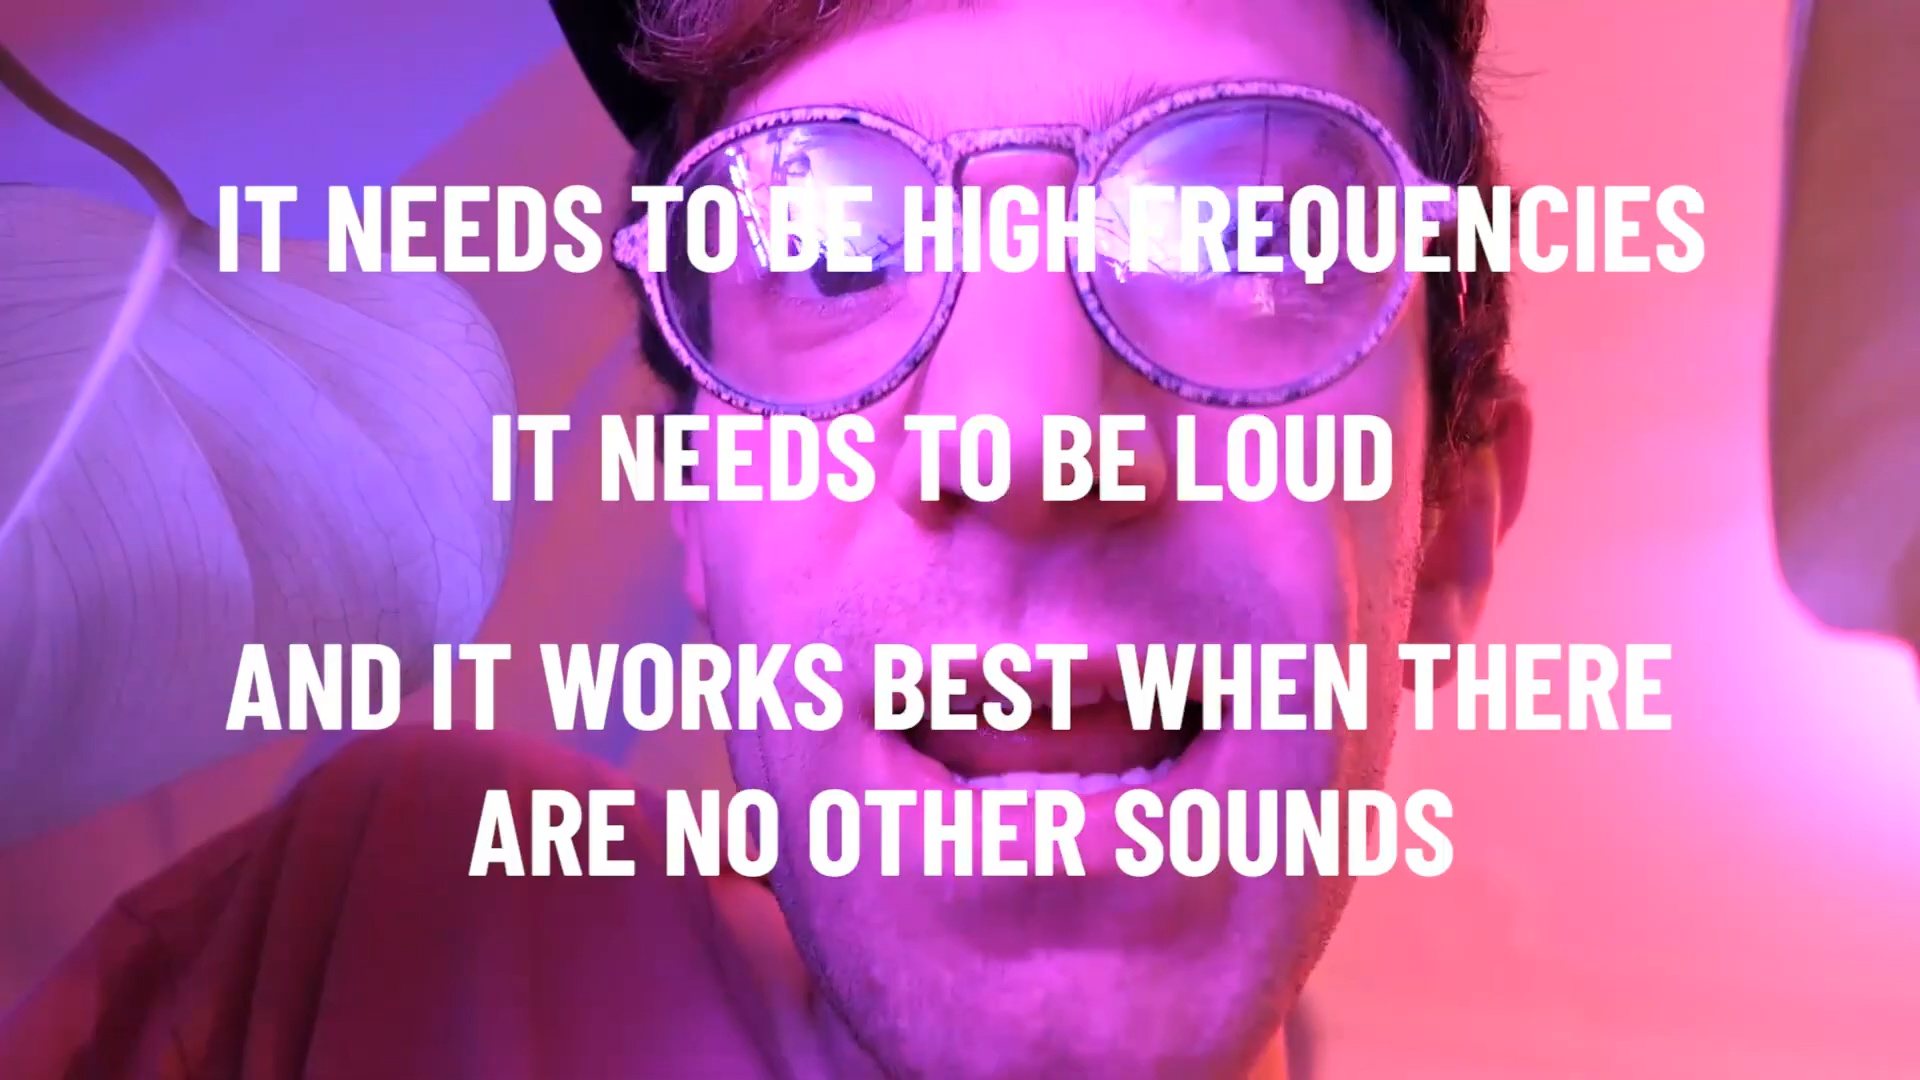 IT NEEDS TO BE HIGH FREQUENCIES
IT NEEDS TO BE LOUD
AND IT WORKS BEST WHEN THERE
ARE NO OTHER SOUNDS